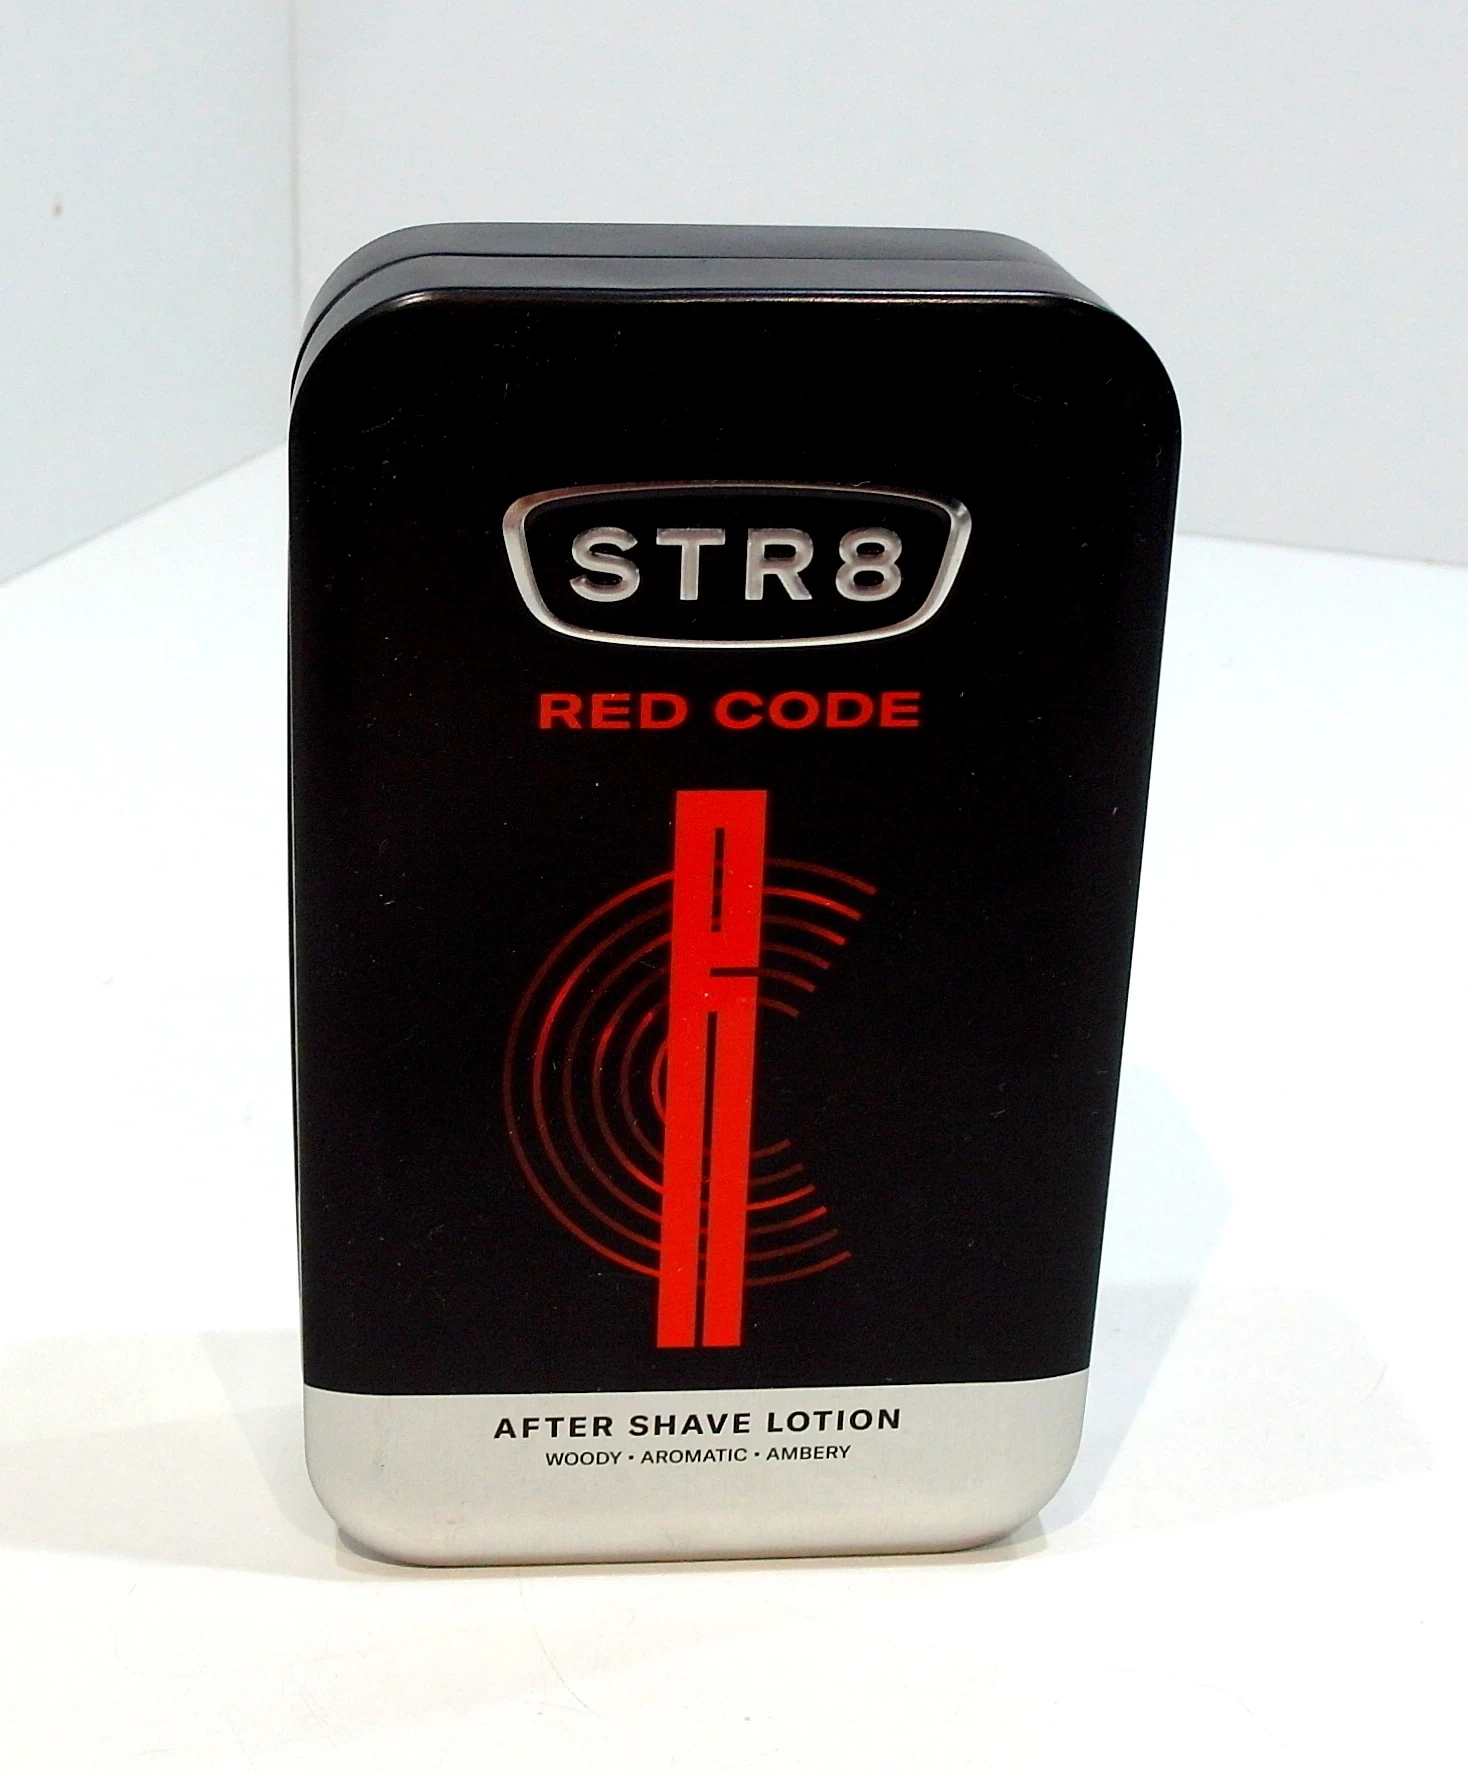 STR8
RED CODE
R
AFTER SHAVE LOTION
WOODY • AROMATIC • AMBERY